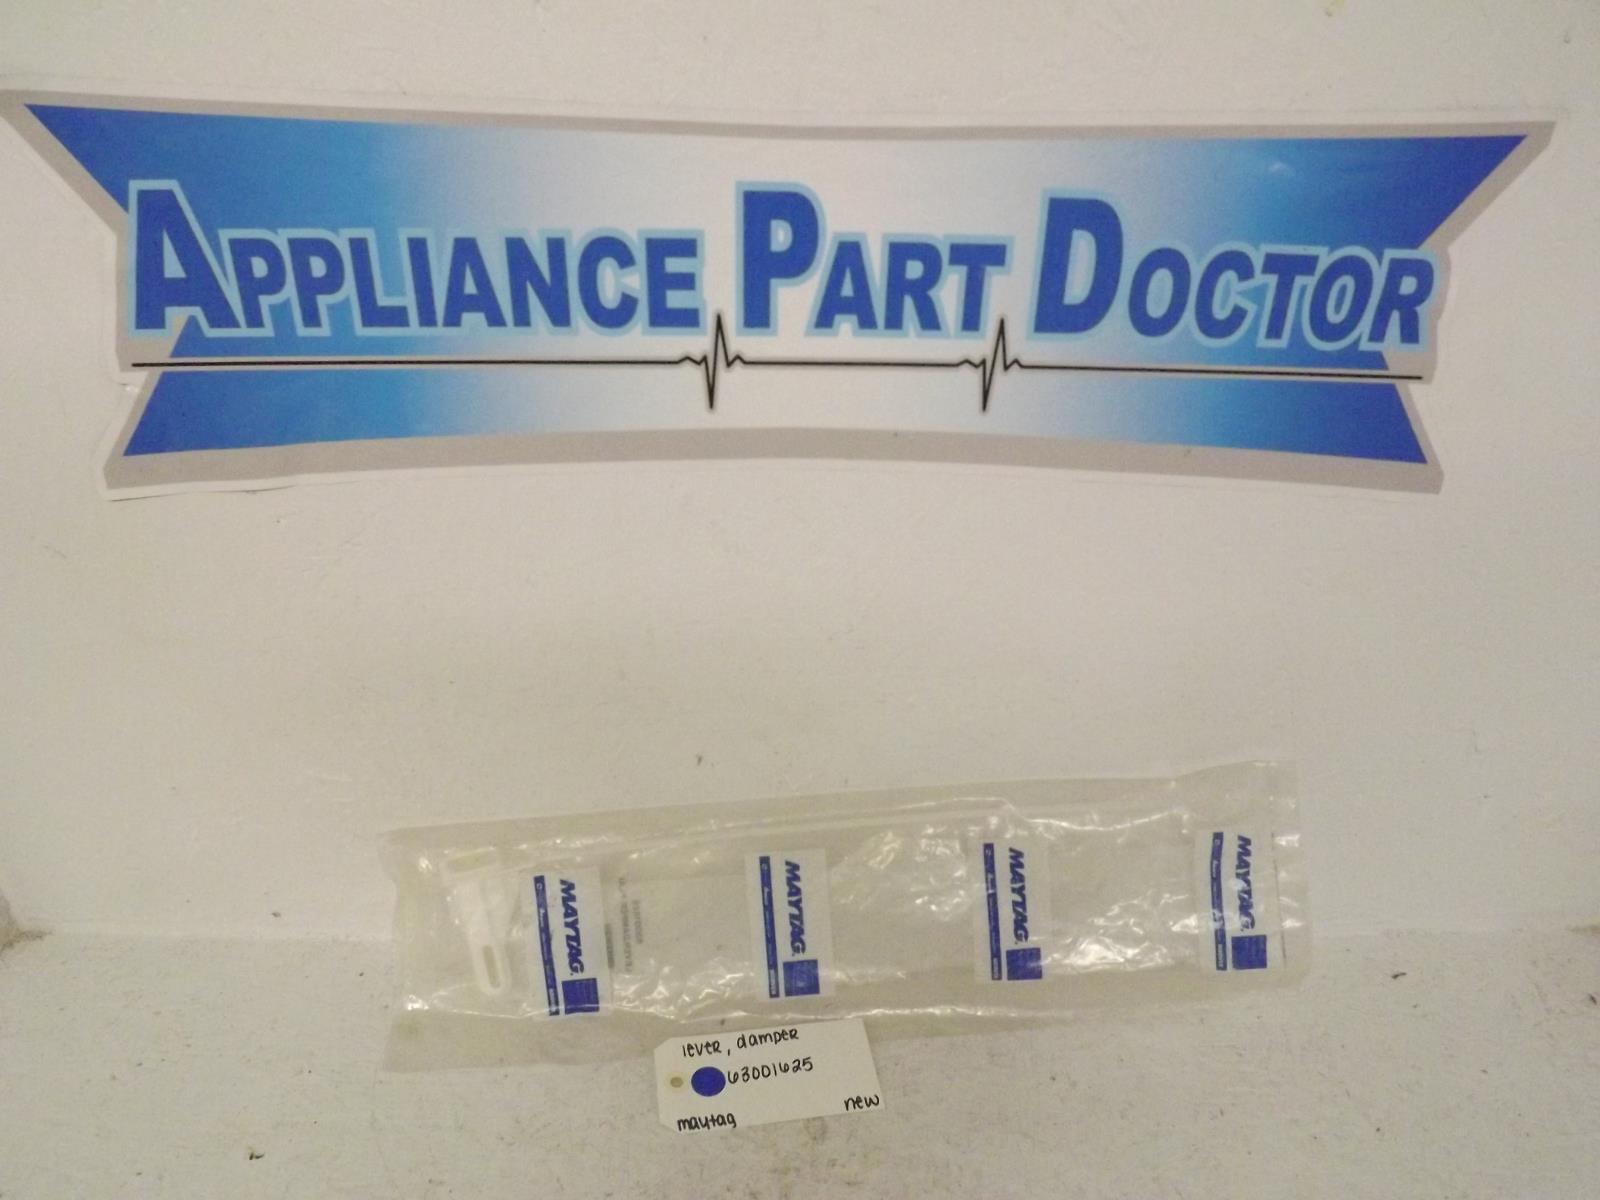 APPLIANCE PART DOCTOR
MAYTAG
MAYTAG
MAYTAG
MAYTAG
lever, damper
63001625
maytag
new